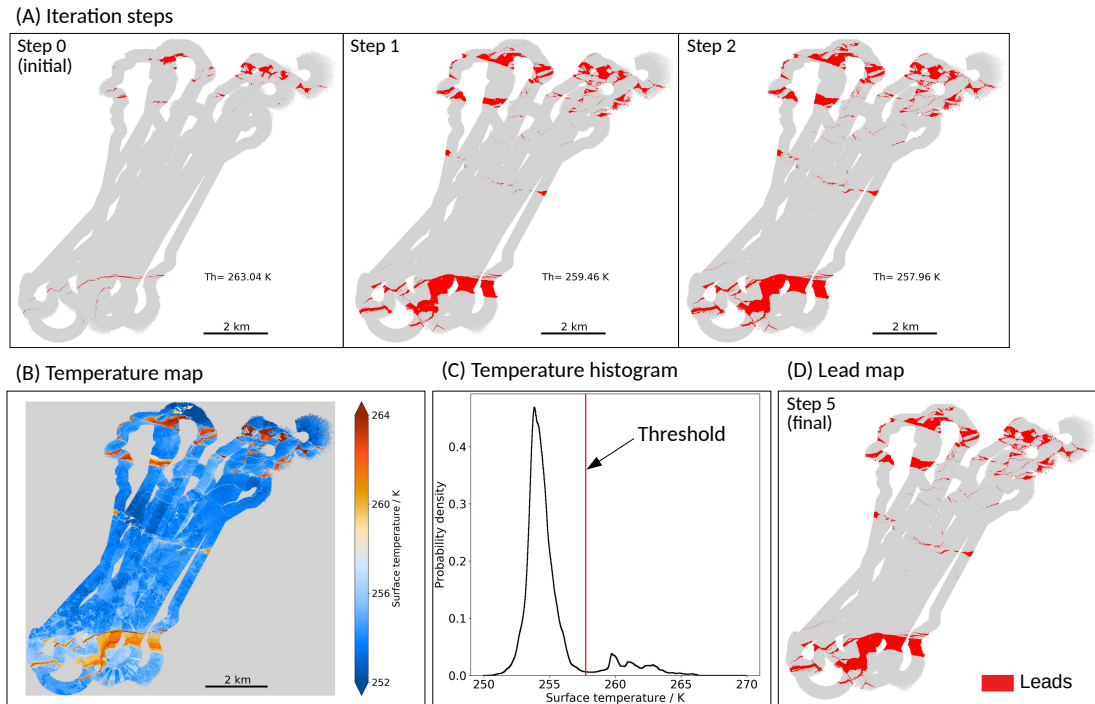 (A) Iteration steps
Step 0
(initial)
Step 1
Step 2
Th= 263.04 K
Th= 259.46 K
Th= 257.96 K
2 km
2 km
2 km
(B) Temperature map
(C) Temperature histogram
(D) Lead map
264
260
256
252
Surface temperature / K
2 km
Threshold
0.4
0.3
0.2
0.1
0.0
Probability density
250
255
260
265
270
Surface temperature / K
Step 5
(final)
Leads